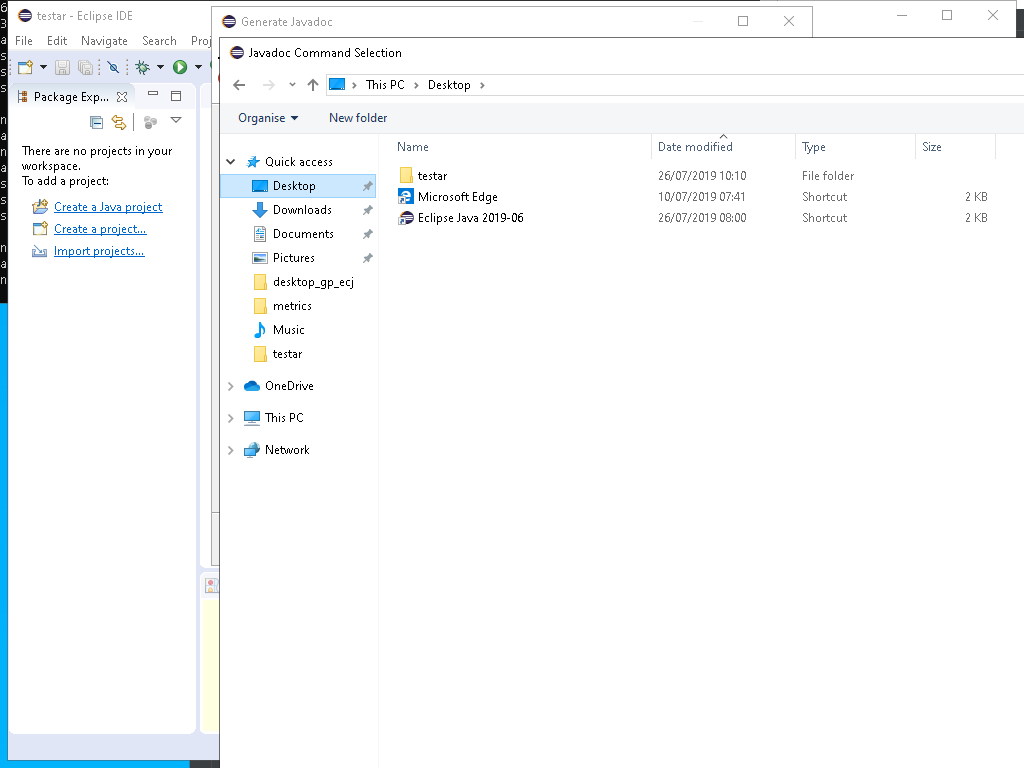 testar - Eclipse IDE
File Edit Navigate Search Proj
Package Exp...
There are no projects in your
workspace.
To add a project:
Create a Java project
Create a project...
Import projects...
Generate Javadoc
Javadoc Command Selection
This PC Desktop
Organise New folder
Quick access
Desktop
Downloads
Documents
Pictures
desktop_gp_ecj
metrics
Music
testar
OneDrive
This PC
Network
Name Date modified Type Size
testar 26/07/2019 10:10 File folder
Microsoft Edge 10/07/2019 07:41 Shortcut 2 KB
Eclipse Java 2019-06 26/07/2019 08:00 Shortcut 2 KB